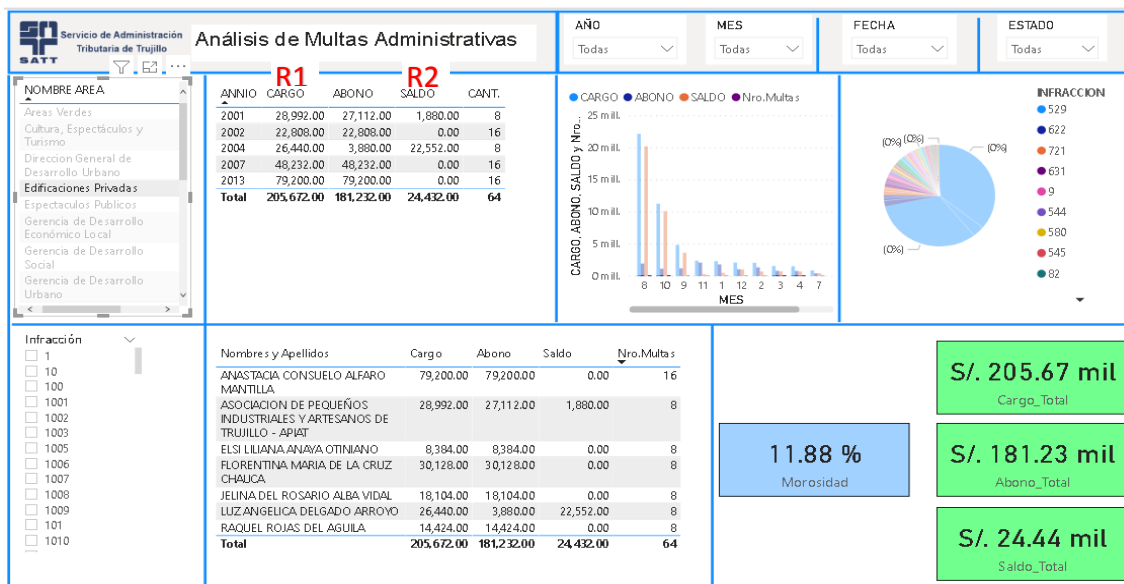 SATT
Servicio de Administración
Tributaria de Trujillo
Análisis de Multas Administrativas
AÑO
Todas
MES
Todas
FECHA
Todas
ESTADO
Todas
NOMBRE AREA
Areas Verdes
Cultura, Espectáculos y
Turismo
Direccion General de
Desarrollo Urbano
Edificaciones Privadas
Espectaculos Publicos
Gerencia de Desarrollo
Económico Local
Gerencia de Desarrollo
Social
Gerencia de Desarrollo
Urbano
R1 R2
ANNIO CARGO ABONO SALDO CANT.
2001 28,992.00 27,112.00 1,880.00 8
2002 22,808.00 22,808.00 0.00 16
2004 26,440.00 3,880.00 22,552.00 8
2007 48,232.00 48,232.00 0.00 16
2013 79,200.00 79,200.00 0.00 16
Total 205,672.00 181,232.00 24,432.00 64
CARGO ABONO SALDO Nro.Multas
CARGO, ABONO, SALDO y Nro...
25 mill.
20 mill.
15 mill.
10 mill.
5 mill.
0 mill.
8 10 9 11 1 12 2 3 4 7
MES
(0%) (0%)
(0%)
(0%)
INFRACCION
529
622
721
631
9
544
580
545
82
Infracción
1
10
100
1001
1002
1003
1005
1006
1007
1008
1009
101
1010
Nombres y Apellidos Cargo Abono Saldo Nro.Multas
ANASTACIA CONSUELO ALFARO 79,200.00 79,200.00 0.00 16
MANTILLA
ASOCIACION DE PEQUEÑOS 28,992.00 27,112.00 1,880.00 8
INDUSTRIALES Y ARTESANOS DE
TRUJILLO - APIAT
ELSI LILIANA ANAYA OTINIANO 8,384.00 8,384.00 0.00 8
FLORENTINA MARIA DE LA CRUZ 30,128.00 30,128.00 0.00 8
CHAUCA
JELINA DEL ROSARIO ALBA VIDAL 18,104.00 18,104.00 0.00 8
LUZ ANGELICA DELGADO ARROYO 26,440.00 3,880.00 22,552.00 8
RAQUEL ROJAS DEL AGUILA 14,424.00 14,424.00 0.00 8
Total 205,672.00 181,232.00 24,432.00 64
11.88 %
Morosidad
S/. 205.67 mil
Cargo_Total
S/. 181.23 mil
Abono_Total
S/. 24.44 mil
Saldo_Total